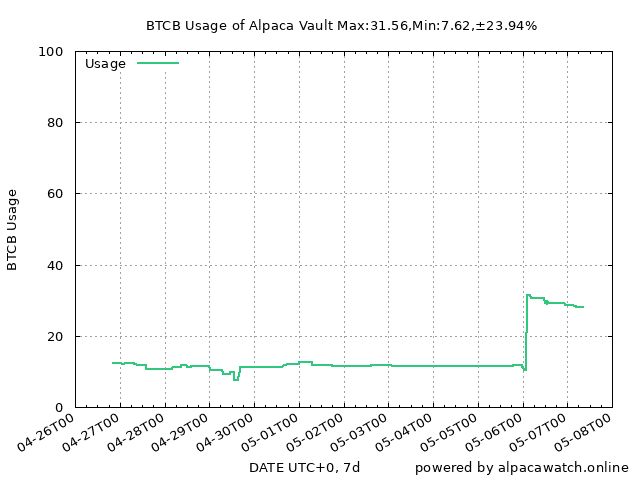 BTCB Usage of Alpaca Vault Max:31.56,Min:7.62,±23.94%
Usage
100
80
60
40
20
0
BTCB Usage
04-26T00
04-27T00
04-28T00
04-29T00
04-30T00
05-01T00
05-02T00
05-03T00
05-04T00
05-05T00
05-06T00
05-07T00
05-08T00
DATE UTC+0, 7d
powered by alpacawatch.online